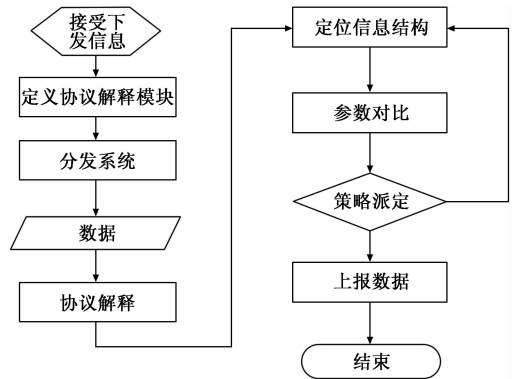 接受下
发信息
定义协议解释模块
分发系统
数据
协议解释
定位信息结构
参数对比
策略派定
上报数据
结束